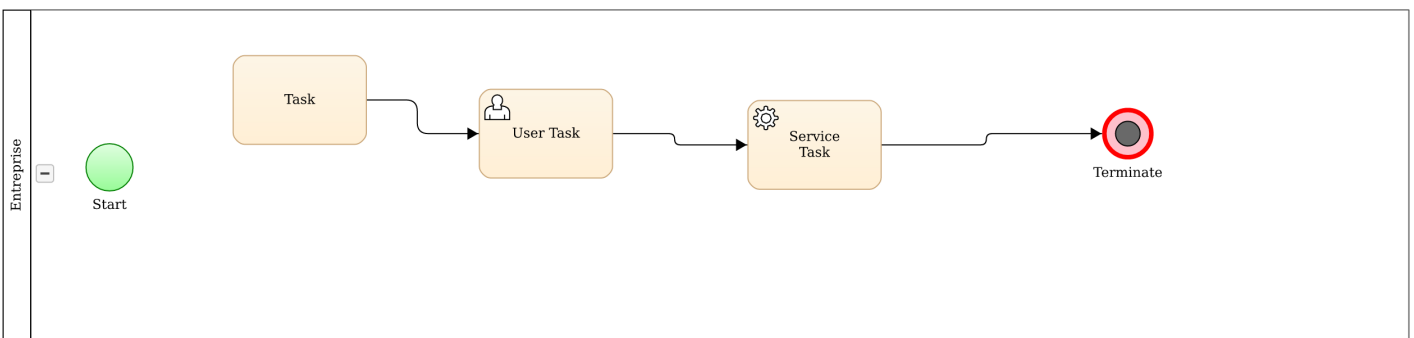 Entreprise
Start
Task
User Task
Service
Task
Terminate